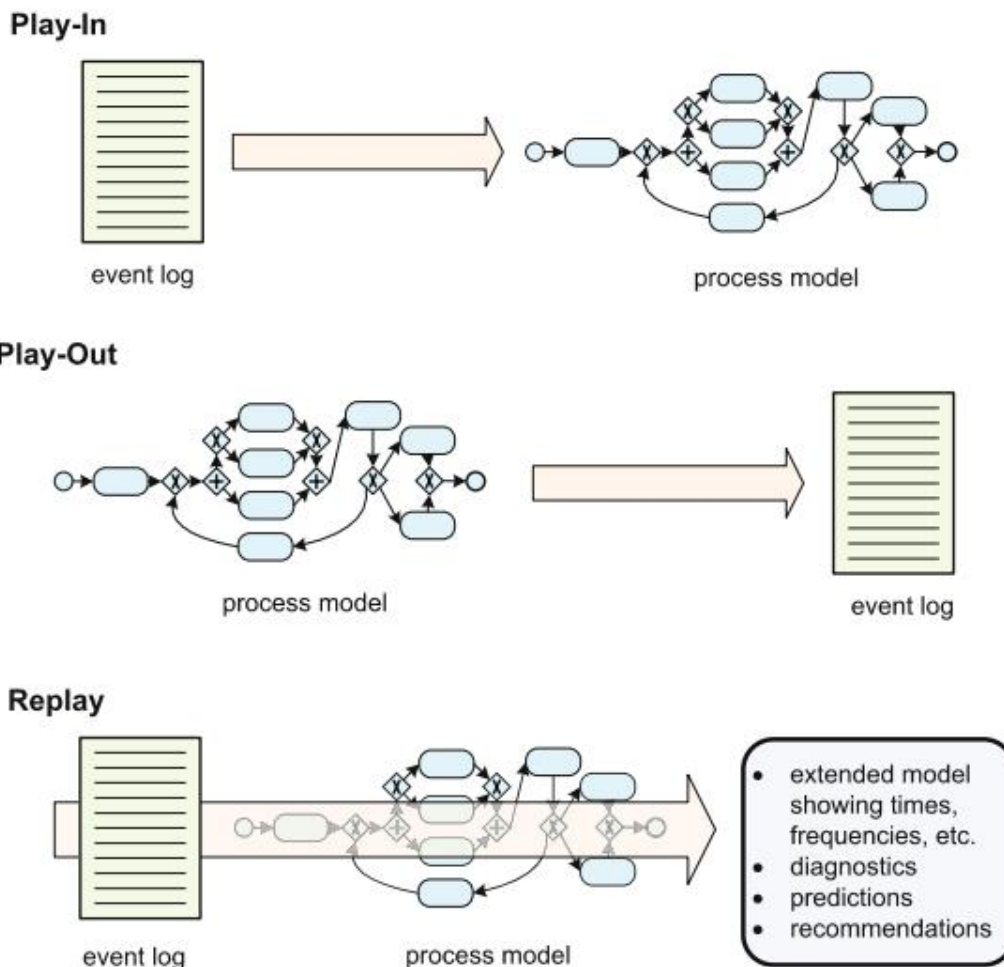 Play-In
event log
process model
Play-Out
process model
event log
Replay
event log
process model
• extended model
showing times,
frequencies, etc.
• diagnostics
• predictions
• recommendations